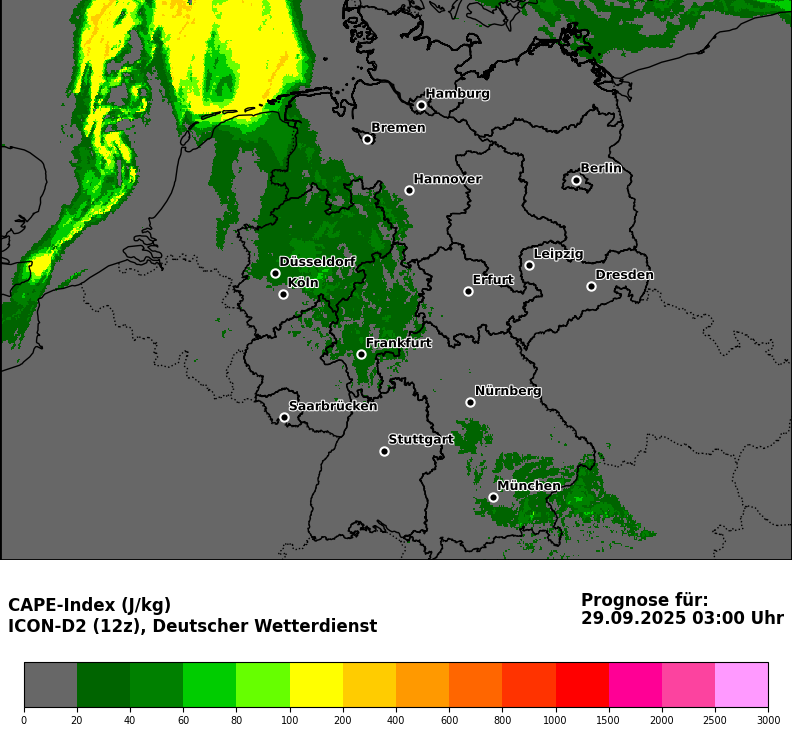 Hamburg
Bremen
Berlin
Hannover
Leipzig
Düsseldorf
Dresden
Köln
Erfurt
Frankfurt
Nürnberg
Saarbrücken
Stuttgart
München
CAPE-Index (J/kg)
ICON-D2 (12z), Deutscher Wetterdienst
Prognose für:
29.09.2025 03:00 Uhr
0 20 40 60 80 100 200 400 600 800 1000 1500 2000 2500 3000